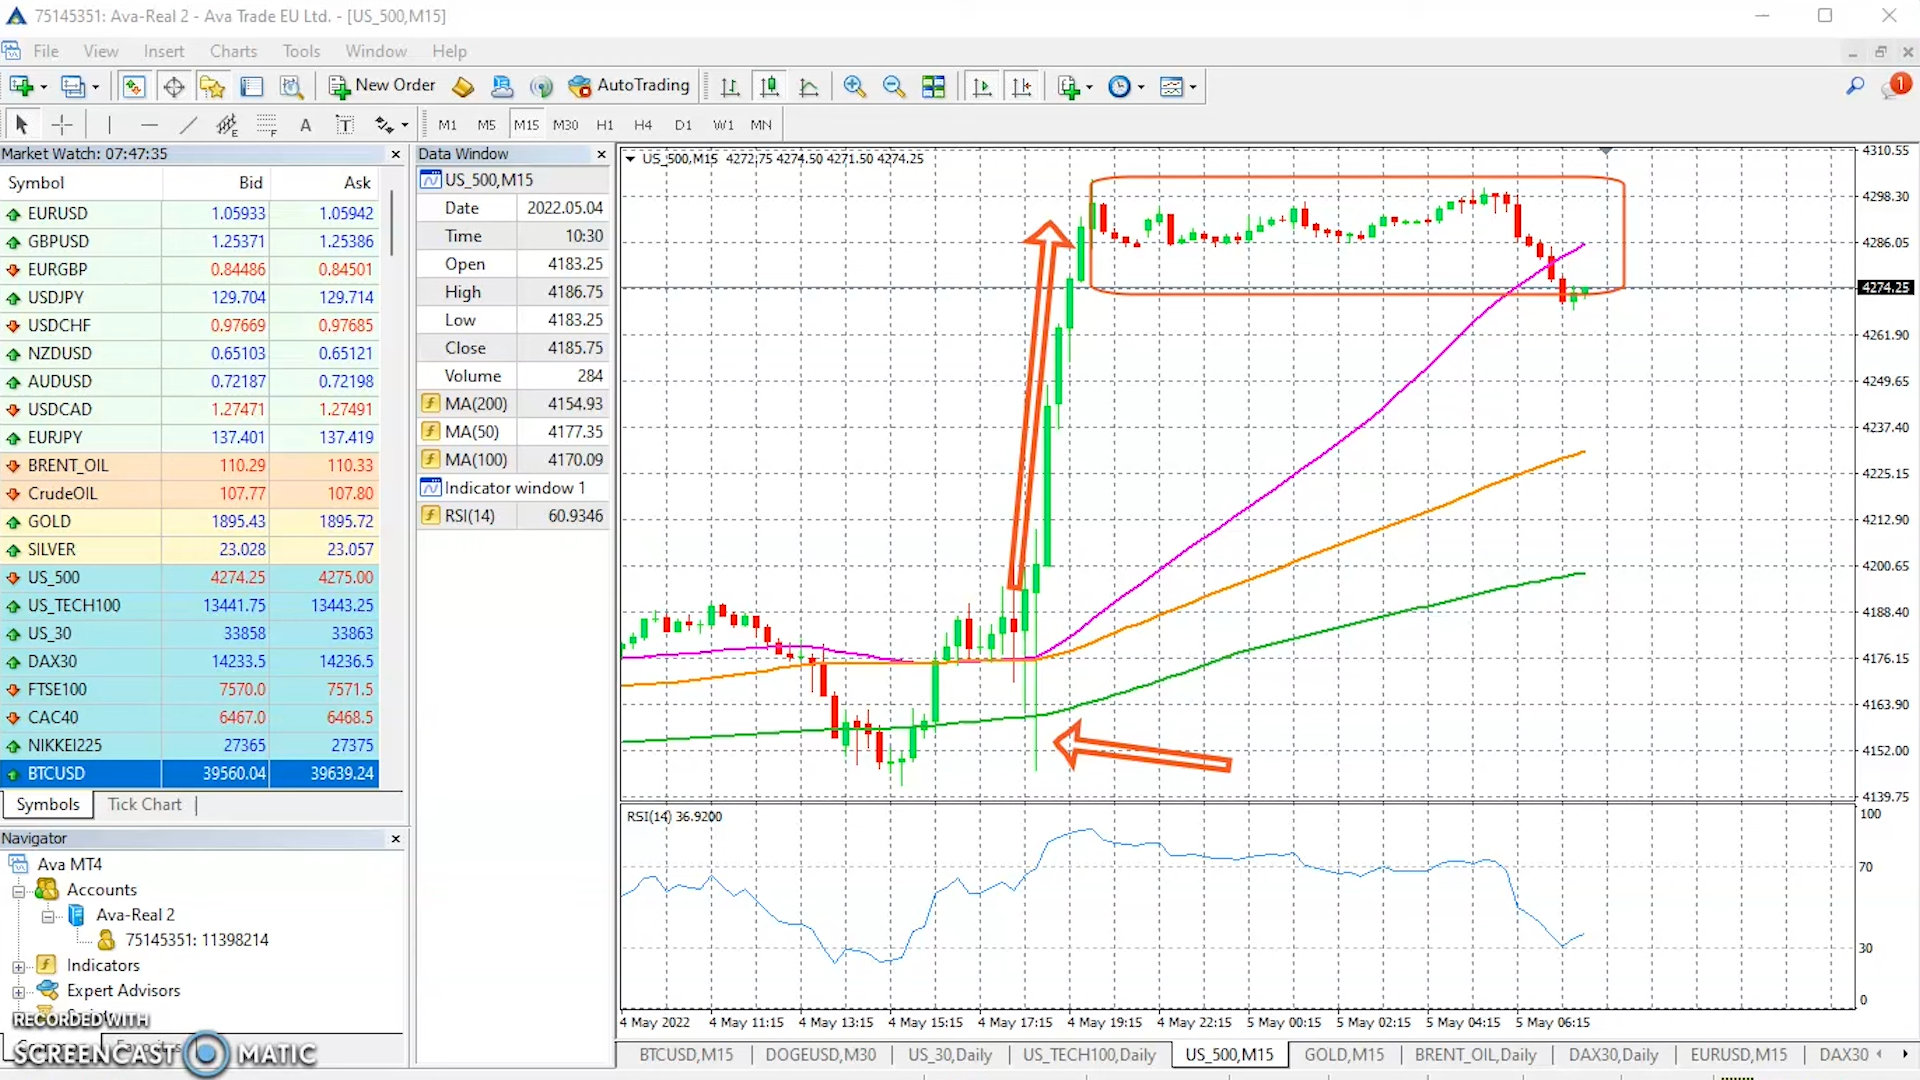 75145351: Ava-Real 2 - Ava Trade EU Ltd. - [US_500,M15]
File View Insert Charts Tools Window Help
New Order AutoTrading 1
A T M1 M5 M15 M30 H1 H4 D1 W1 MN
Market Watch: 07:47:35
Symbol Bid Ask
EURUSD 1.05933 1.05942
GBPUSD 1.25371 1.25386
EURGBP 0.84486 0.84501
USDJPY 129.704 129.714
USDCHF 0.97669 0.97685
NZDUSD 0.65103 0.65121
AUDUSD 0.72187 0.72198
USDCAD 1.27471 1.27491
EURJPY 137.401 137.419
BRENT_OIL 110.29 110.33
CrudeOIL 107.77 107.80
GOLD 1895.43 1895.72
SILVER 23.028 23.057
US_500 4274.25 4275.00
US_TECH100 13441.75 13443.25
US_30 33858 33863
DAX30 14233.5 14236.5
FTSE100 7570.0 7571.5
CAC40 6467.0 6468.5
NIKKEI225 27365 27375
BTCUSD 39560.04 39639.24
Symbols Tick Chart
Navigator
Ava MT4
Accounts
Ava-Real 2
75145351: 11398214
Indicators
Expert Advisors
RECORDED WITH
SCREENCAST MATIC
Data Window
US_500,M15
Date 2022.05.04
Time 10:30
Open 4183.25
High 4186.75
Low 4183.25
Close 4185.75
Volume 284
MA(200) 4154.93
MA(50) 4177.35
MA(100) 4170.09
Indicator window 1
RSI(14) 60.9346
US_500,M15 4272.75 4274.50 4271.50 4274.25
4310.55
4298.30
4286.05
4274.25
4261.90
4249.65
4237.40
4225.15
4212.90
4200.65
4188.40
4176.15
4163.90
4152.00
4139.75
RSI(14) 36.9200
100
70
30
0
4 May 2022 4 May 11:15 4 May 13:15 4 May 15:15 4 May 17:15 4 May 19:15 4 May 22:15 5 May 00:15 5 May 02:15 5 May 04:15 5 May 06:15
BTCUSD,M15 DOGEUSD,M30 US_30,Daily US_TECH100,Daily US_500,M15 GOLD,M15 BRENT_OIL,Daily DAX30,Daily EURUSD,M15 DAX30